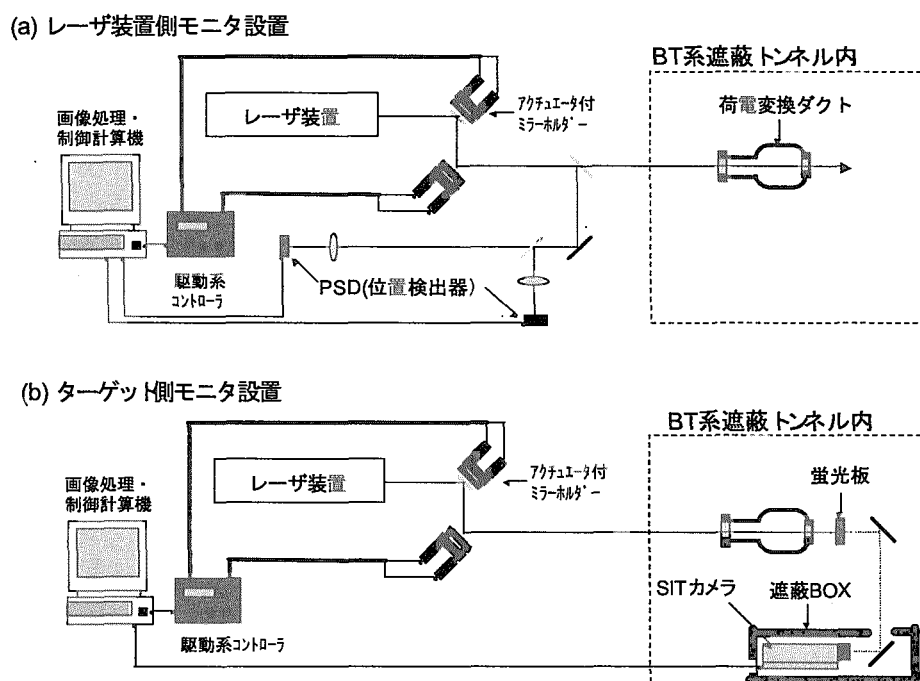 (a) レーザ装置側モニタ設置
BT系遮蔽トンネル内
画像処理・
制御計算機
レーザ装置
アクチュエータ付
ミラーホルダー
荷電変換ダクト
駆動系
コントローラ
PSD(位置検出器)
(b) ターゲット側モニタ設置
BT系遮蔽トンネル内
画像処理・
制御計算機
レーザ装置
アクチュエータ付
ミラーホルダー
蛍光板
SITカメラ
遮蔽BOX
駆動系コントローラ